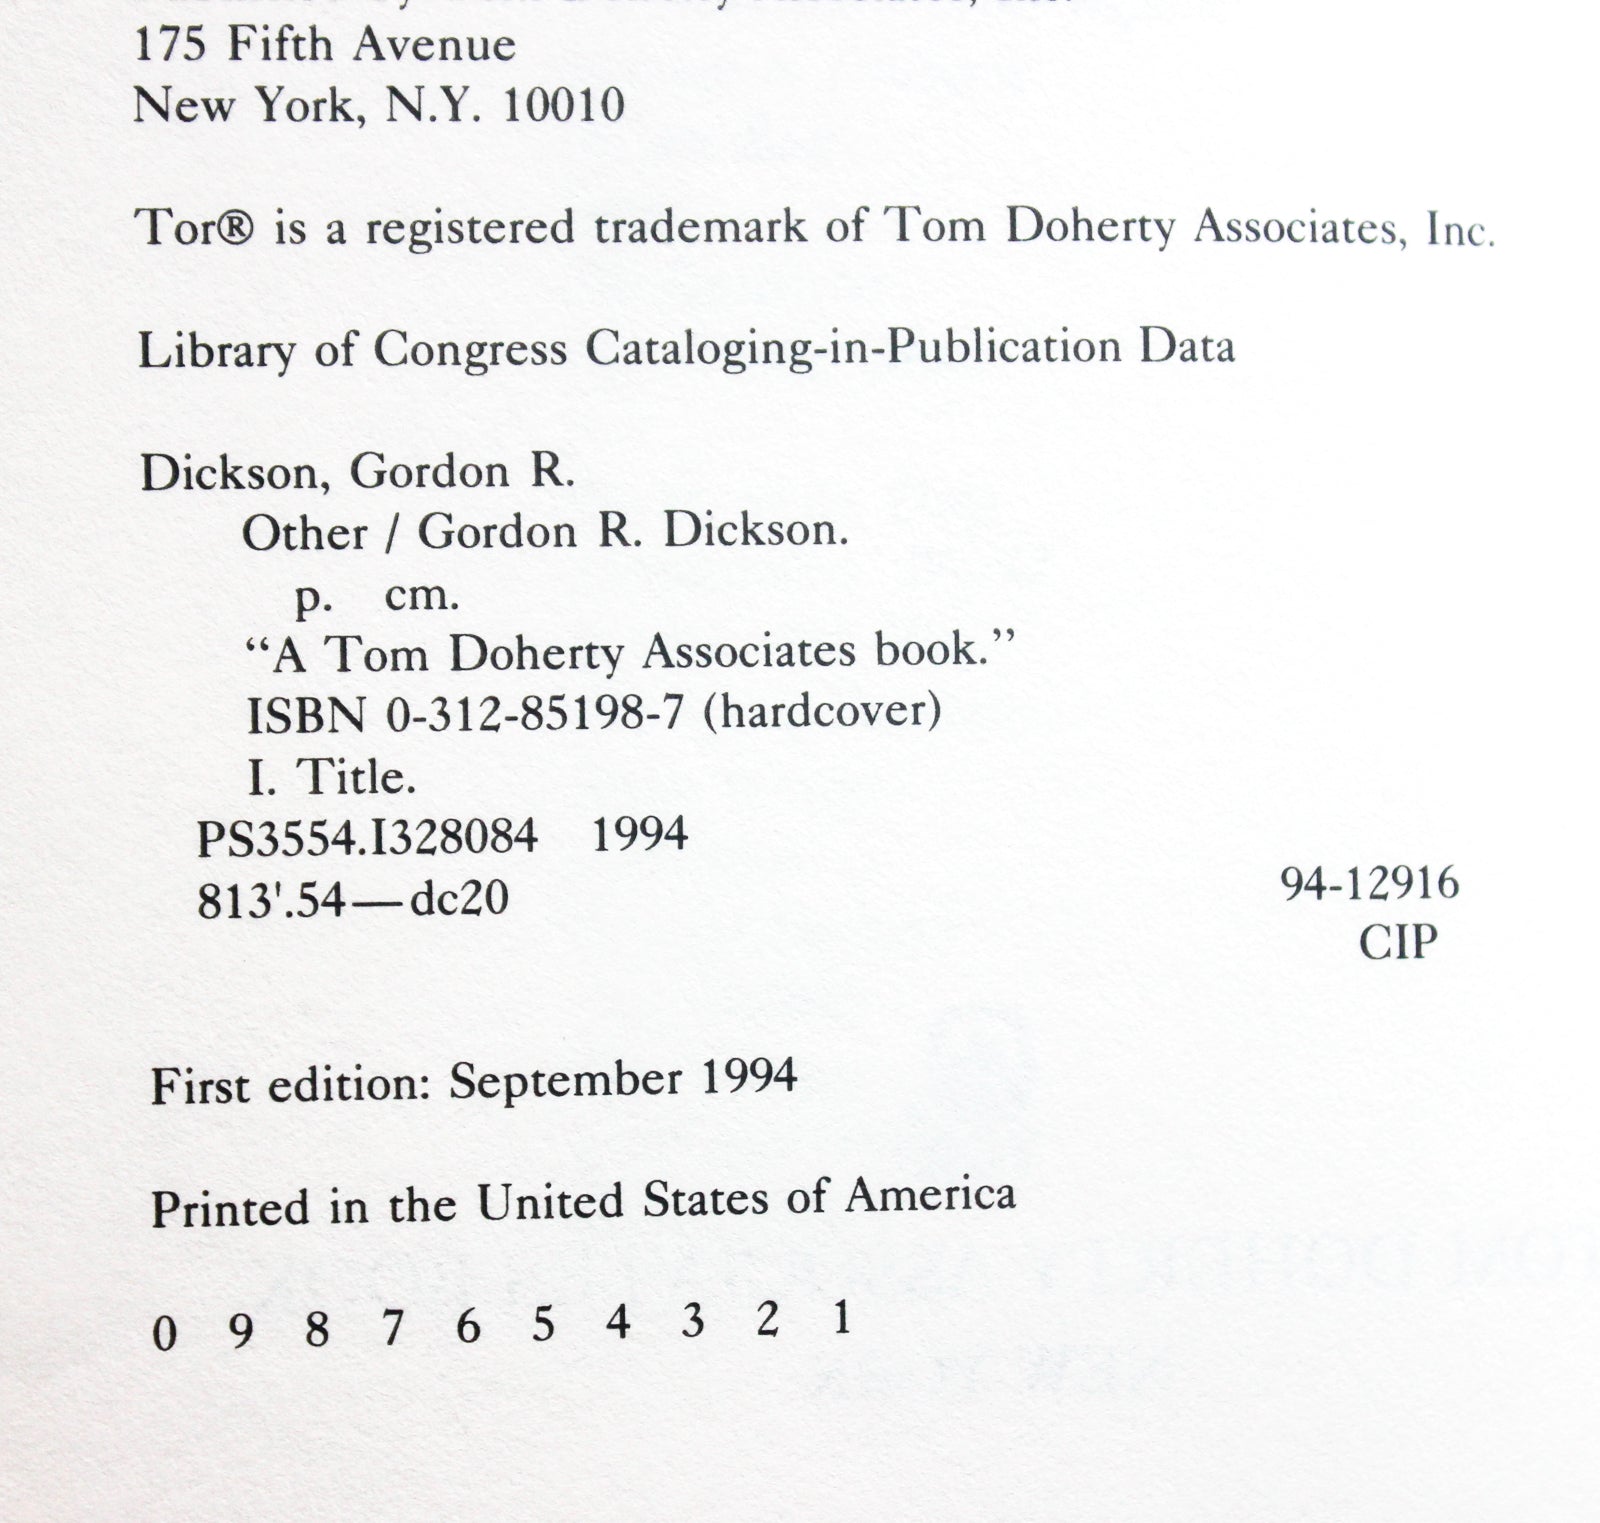 175 Fifth Avenue
New York, N.Y. 10010
Tor® is a registered trademark of Tom Doherty Associates, Inc.
Library of Congress Cataloging-in-Publication Data
Dickson, Gordon R.
Other / Gordon R. Dickson.
p. cm.
“A Tom Doherty Associates book.”
ISBN 0-312-85198-7 (hardcover)
I. Title.
PS3554.I328084 1994
813'.54—dc20
94-12916
CIP
First edition: September 1994
Printed in the United States of America
0 9 8 7 6 5 4 3 2 1